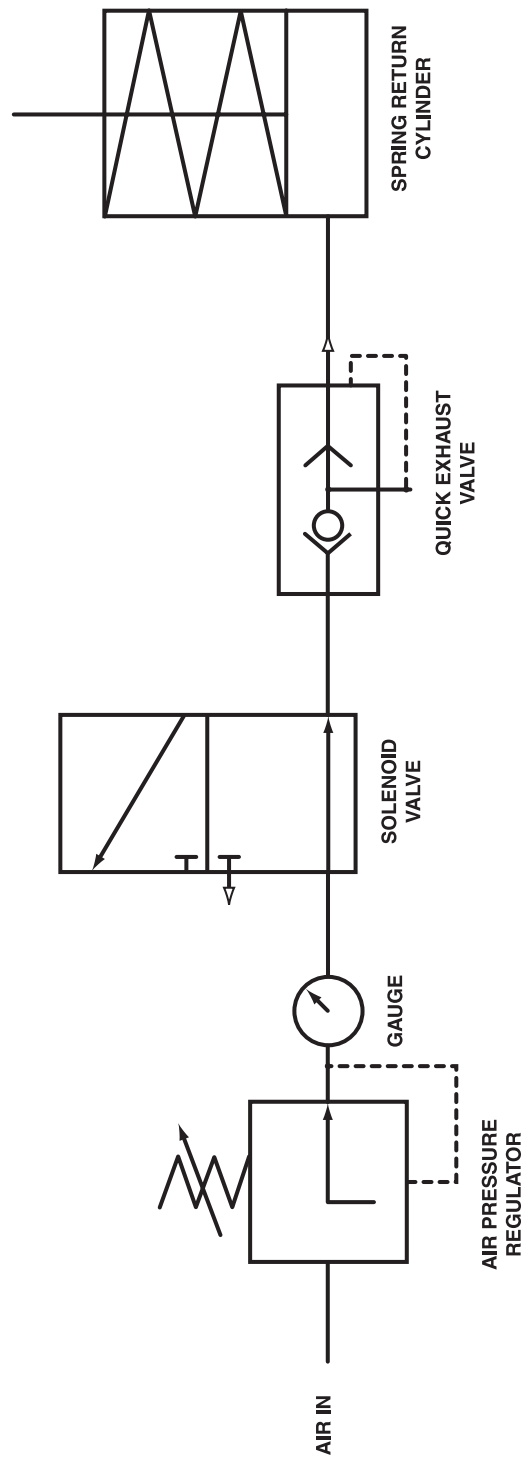 AIR IN
AIR PRESSURE
REGULATOR
GAUGE
SOLENOID
VALVE
QUICK EXHAUST
VALVE
SPRING RETURN
CYLINDER